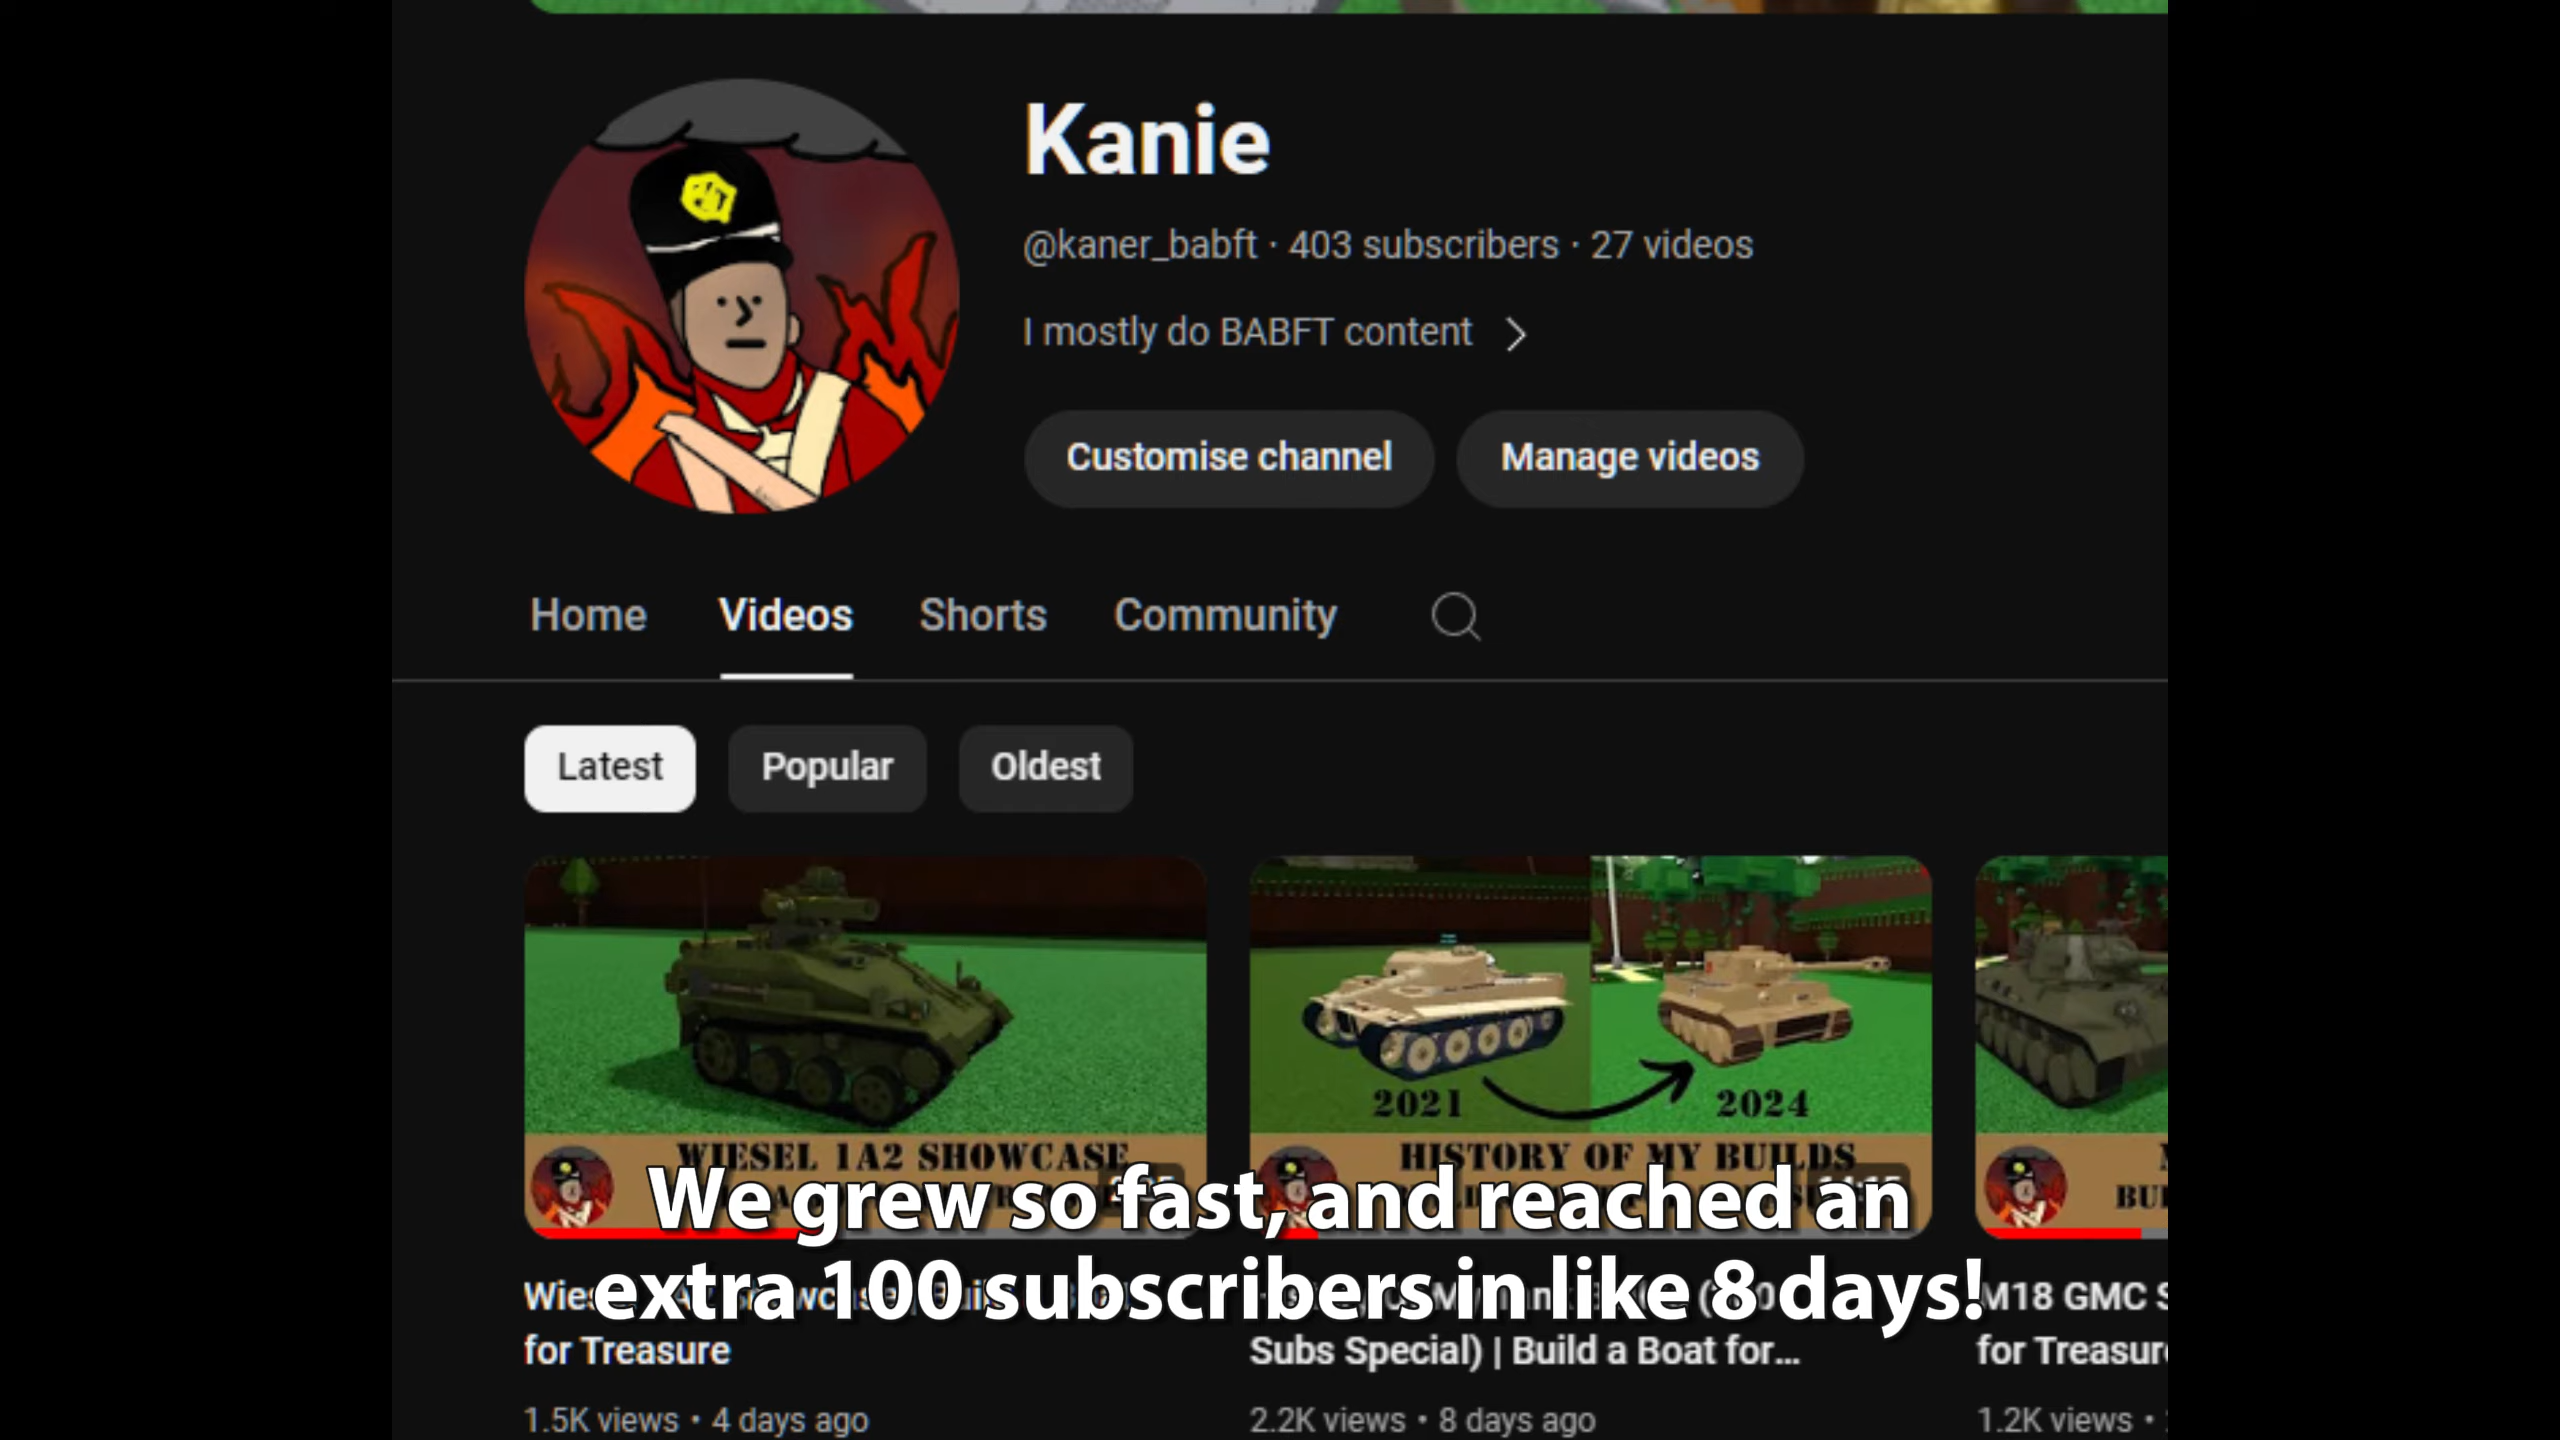 Kanie
@kaner_babft · 403 subscribers · 27 videos
I mostly do BABFT content
Customise channel
Manage videos
Home
Videos
Shorts
Community
Latest
Popular
Oldest
2021
2024
WIESEL 1A2 SHOWCASE
HISTORY OF MY BUILDS
We grew so fast, and reached an
extra 100 subscribers in like 8 days!
for Treasure
1.5K views • 4 days ago
Subs Special) | Build a Boat for...
2.2K views • 8 days ago
M18 GMC
for
1.2K views •